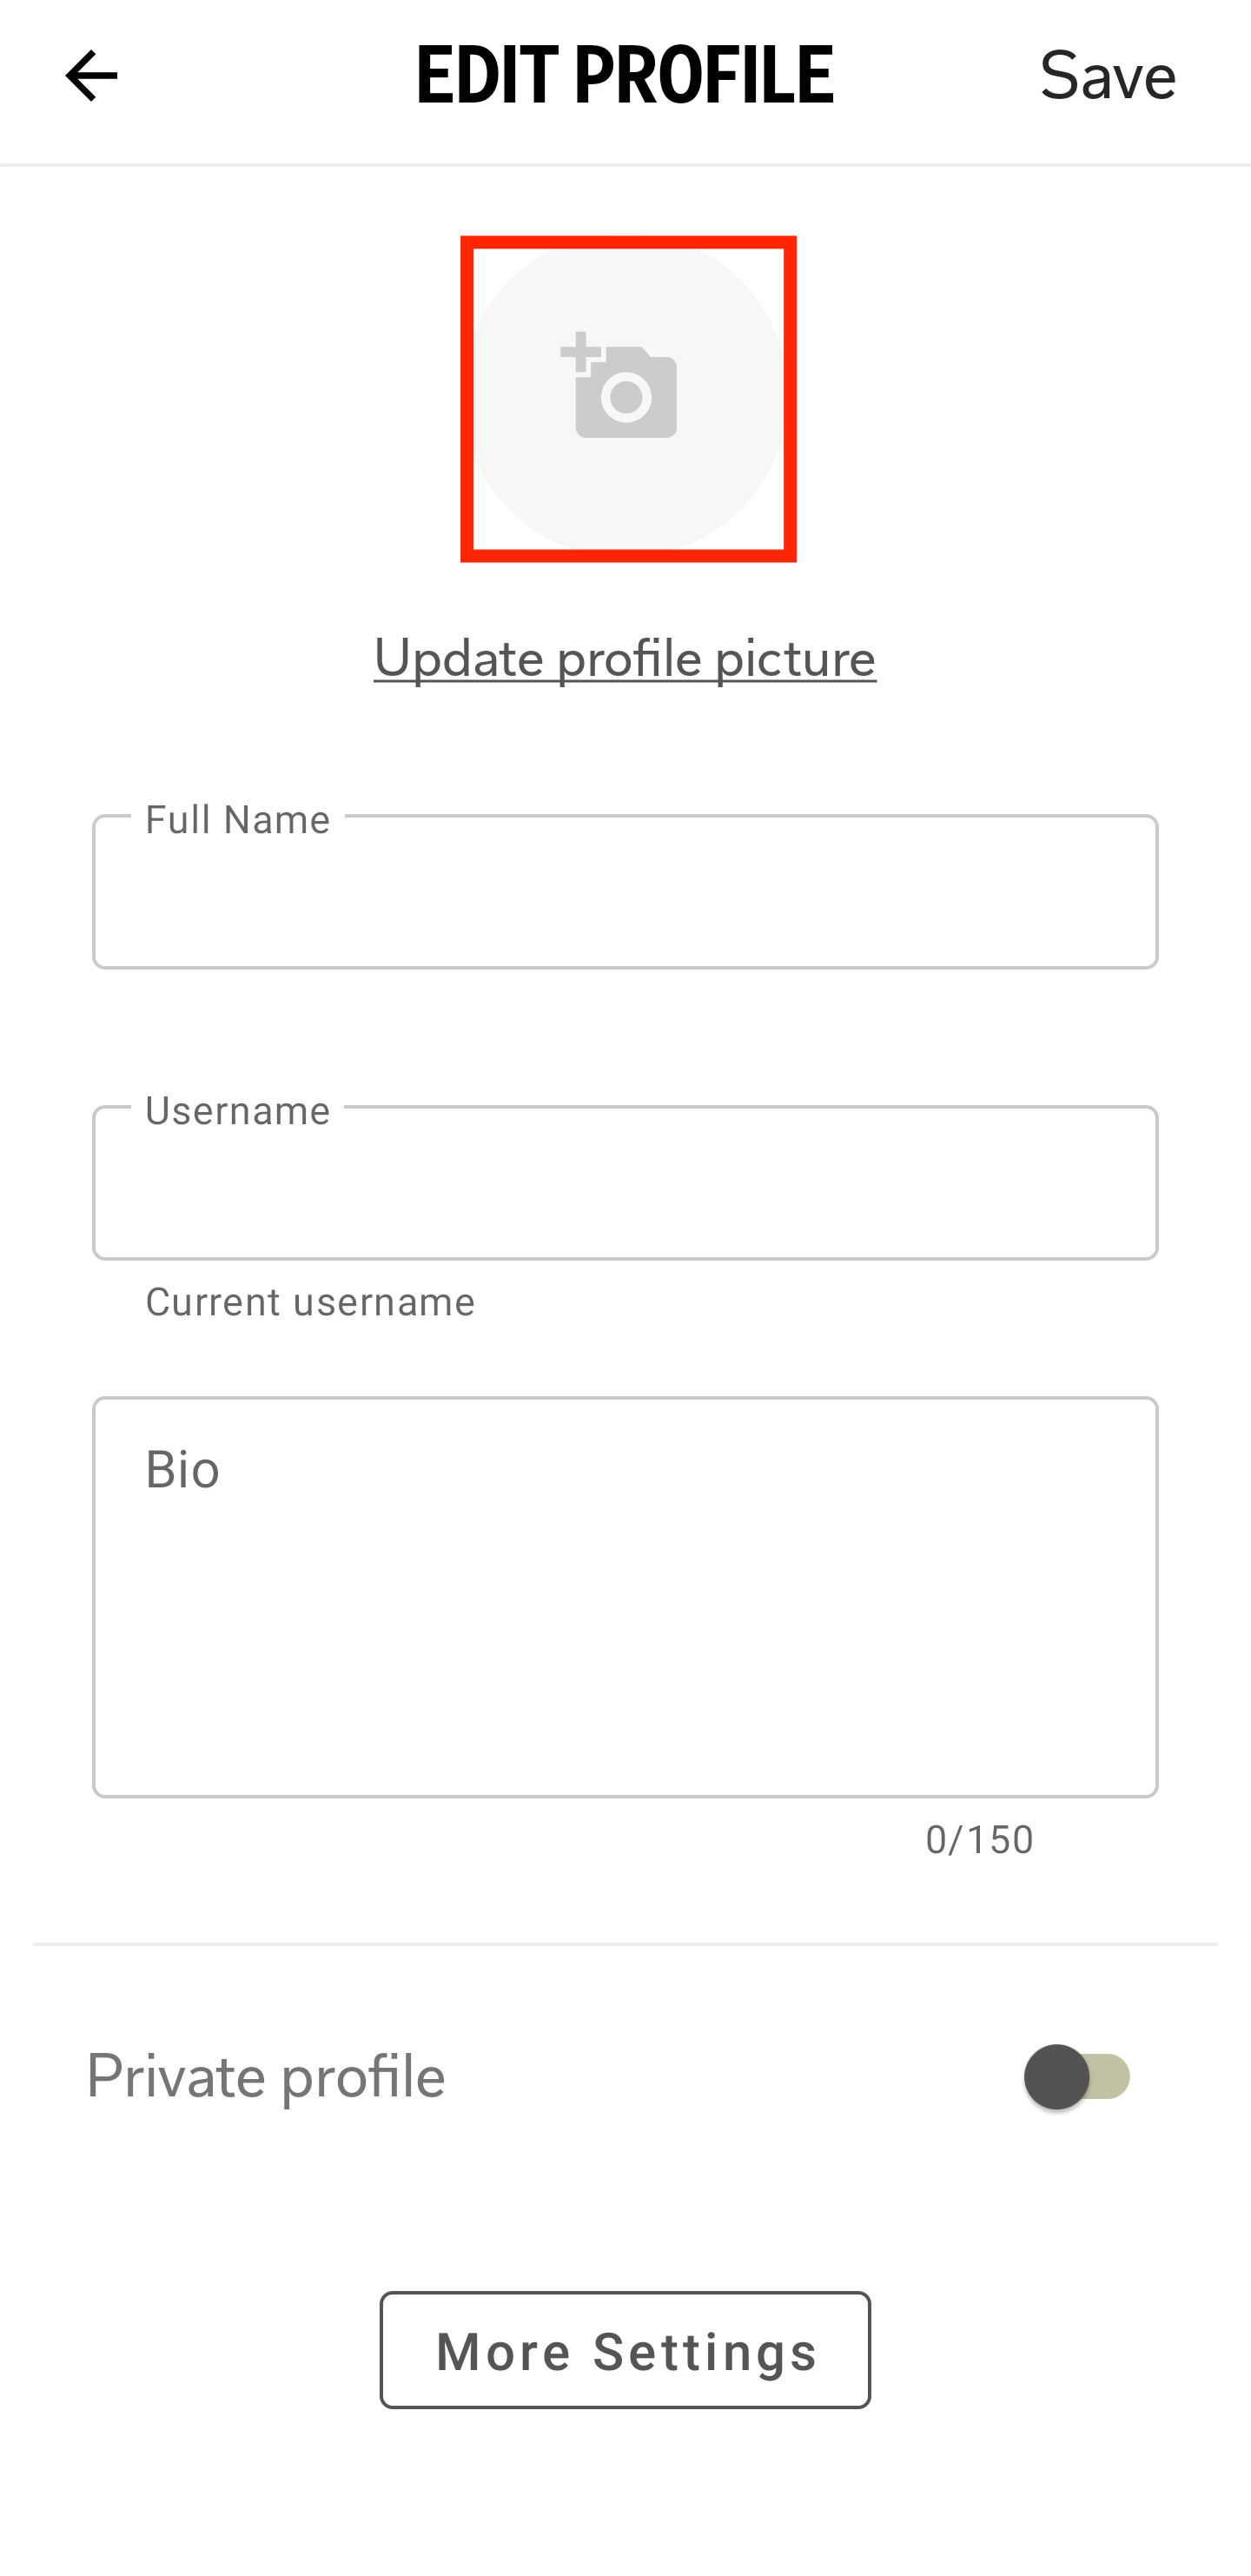 EDIT PROFILE
Save
Update profile picture
Full Name
Username
Current username
Bio
0/150
Private profile
More Settings